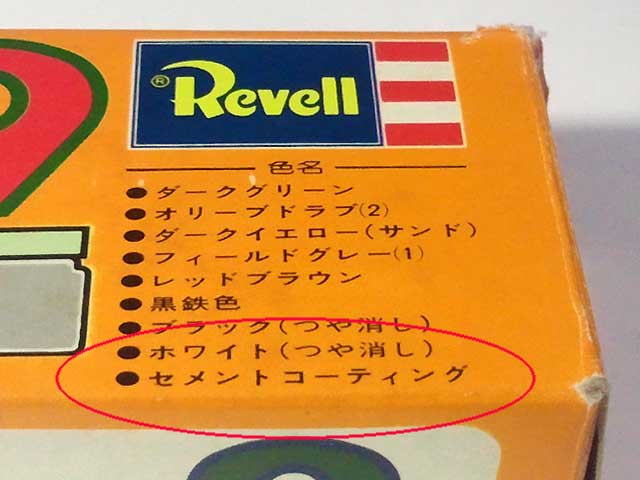 ® Revell
色名
●ダークグリーン
●オリーブドラブ(2)
●ダークイエロー(サンド)
●フィールドグレー(1)
●レッドブラウン
●黒鉄色
●ブラック(つや消し)
●ホワイト(つや消し)
●セメントコーティング